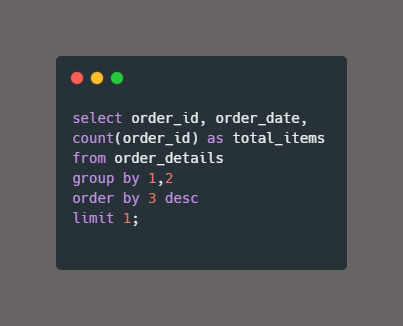 select order_id, order_date,
count(order_id) as total_items
from order_details
group by 1,2
order by 3 desc
limit 1;